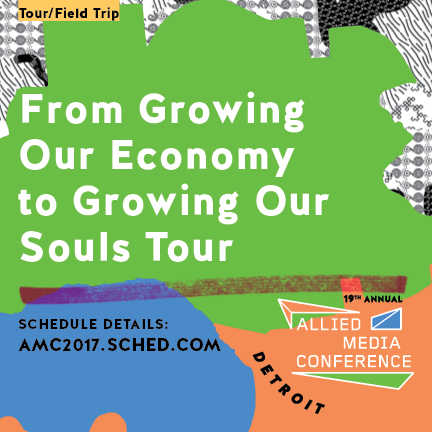 Tour/Field Trip
From Growing
Our Economy
to Growing Our
Souls Tour
19TH ANNUAL
ALLIED
MEDIA
CONFERENCE
DETROIT
SCHEDULE DETAILS:
AMC2017.SCHED.COM